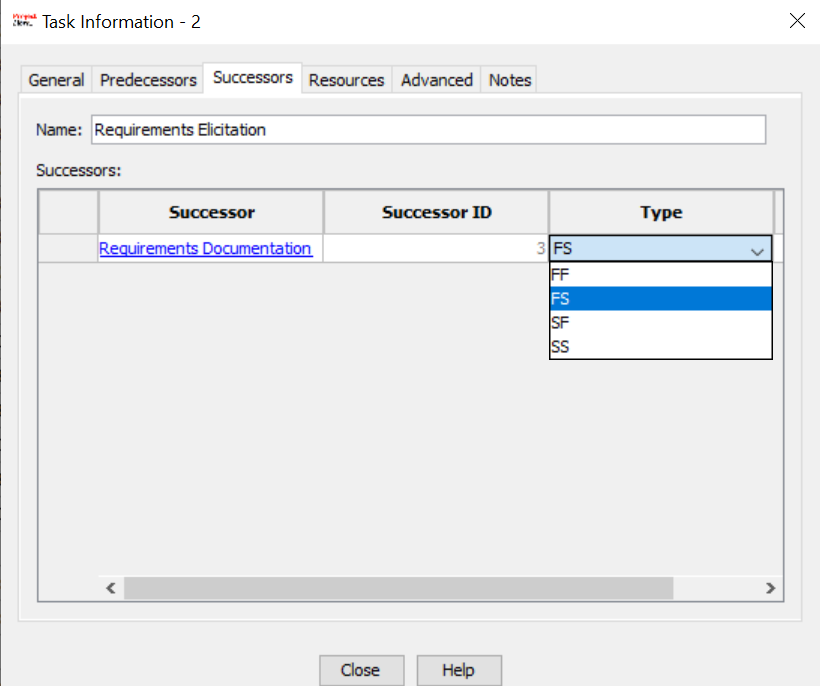 Task Information - 2
General Predecessors Successors Resources Advanced Notes
Name: Requirements Elicitation
Successors:
Successor Successor ID Type
Requirements Documentation 3 FS
FF
FS
SF
SS
Close Help